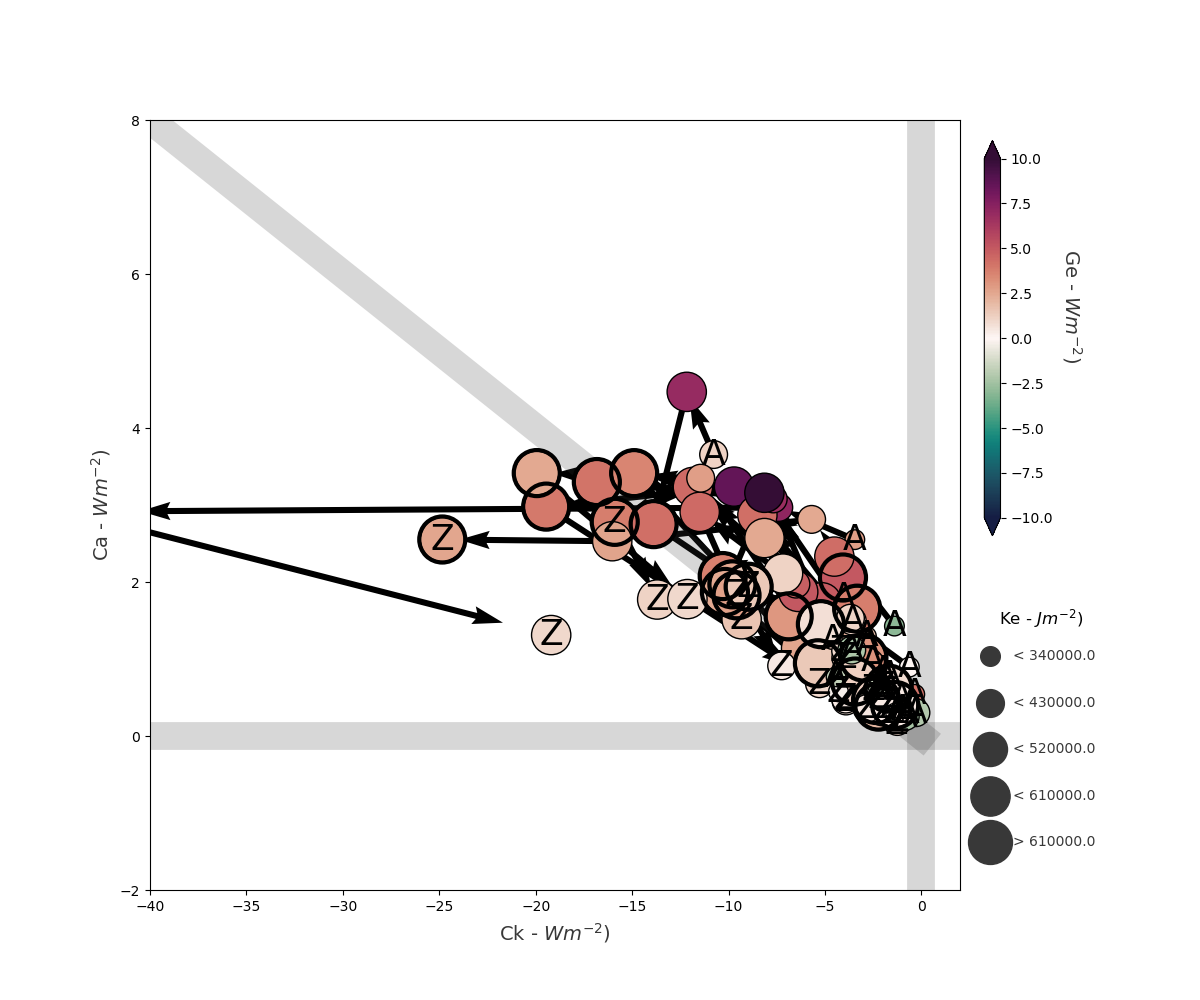 8
6
4
2
0
−2
Ca - Wm⁻²)
−40
−35
−30
−25
−20
−15
−10
−5
0
Ck - Wm⁻²)
A
A
A
A
Z
Z
Z
Z
Z
Z
Z
Z
Z
10.0
7.5
5.0
2.5
0.0
−2.5
−5.0
−7.5
−10.0
Ge - Wm⁻²)
Ke - Jm⁻²)
< 340000.0
< 430000.0
< 520000.0
< 610000.0
> 610000.0